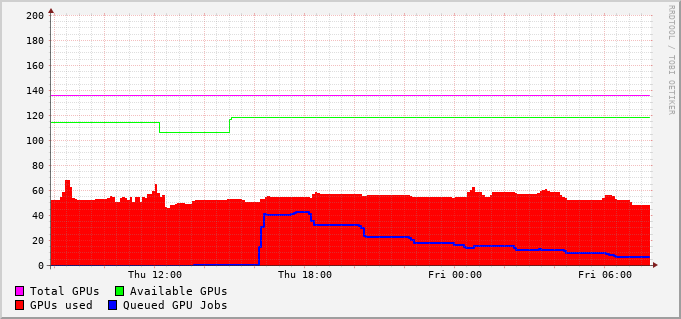 200
180
160
140
120
100
80
60
40
20
0
Thu 12:00 Thu 18:00 Fri 00:00 Fri 06:00
Total GPUs Available GPUs
GPUs used Queued GPU Jobs
RRDTOOL / TOBI OETIKER